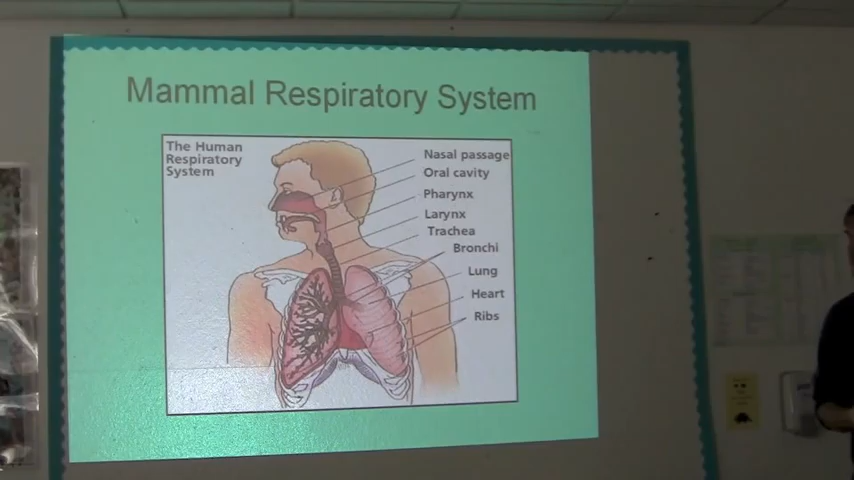 Mammal Respiratory System
The Human
Respiratory
System
Nasal passage
Oral cavity
Pharynx
Larynx
Trachea
Bronchi
Lung
Heart
Ribs